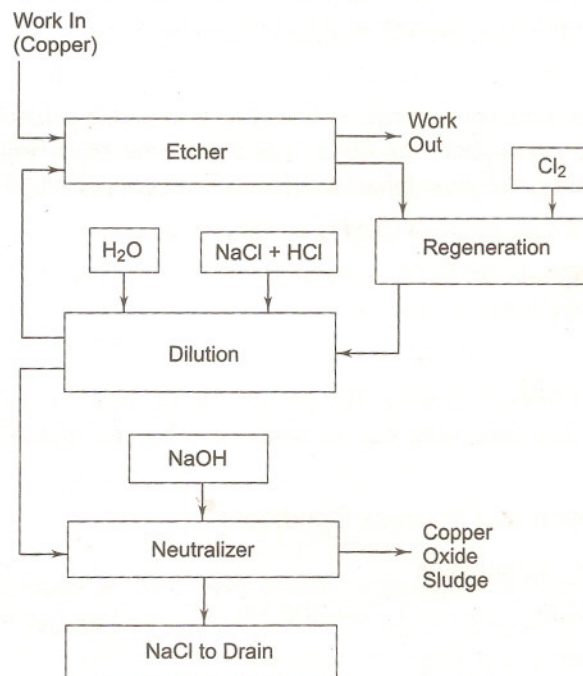 Work In
(Copper)
Etcher
Work
Out
Cl₂
H₂O
NaCl + HCl
Regeneration
Dilution
NaOH
Neutralizer
Copper
Oxide
Sludge
NaCl to Drain